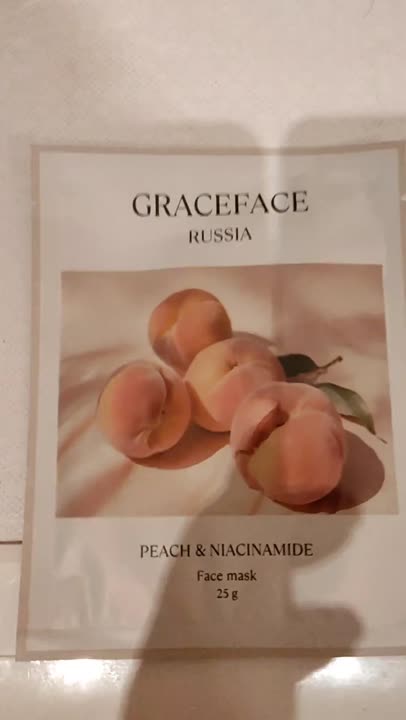 GRACEFACE
RUSSIA
PEACH & NIACINAMIDE
Face mask
25 g